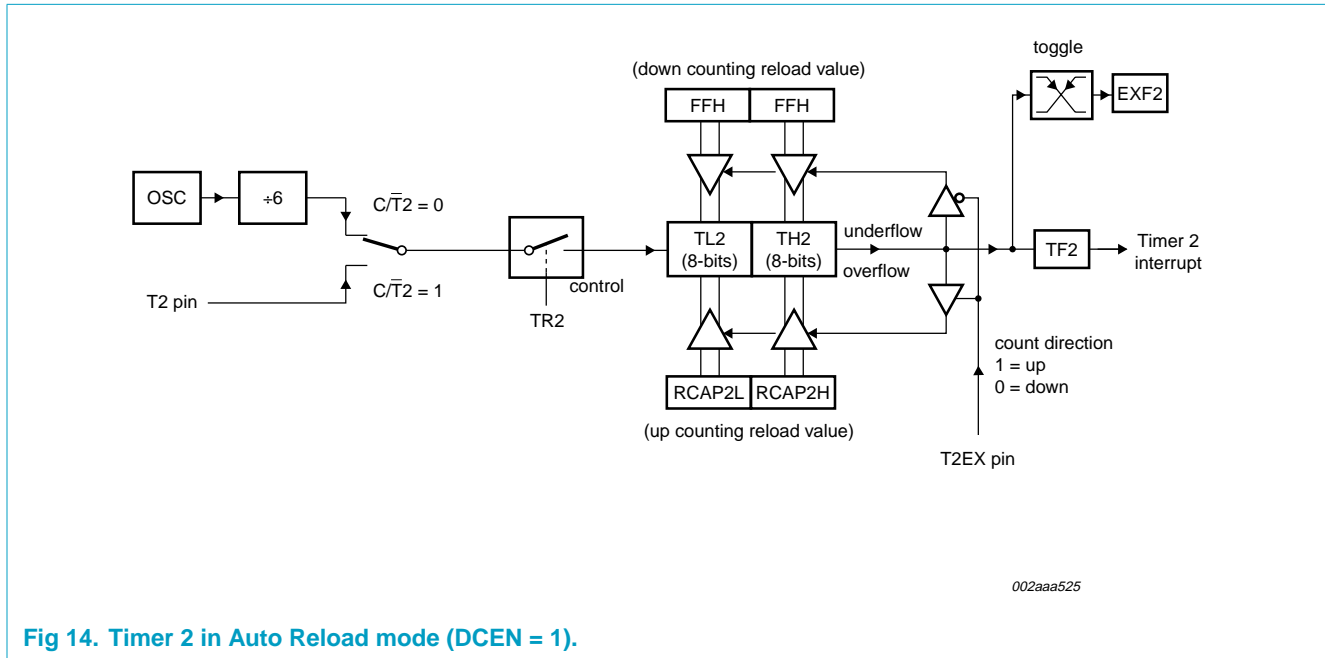 toggle
(down counting reload value)
FFH FFH
EXF2
OSC
÷6
C/T̅2 = 0
TL2 (8-bits)
TH2 (8-bits)
underflow
overflow
TF2
Timer 2 interrupt
control
C/T̅2 = 1
T2 pin
TR2
count direction
1 = up
0 = down
RCAP2L RCAP2H
(up counting reload value)
T2EX pin
002aaa525
Fig 14. Timer 2 in Auto Reload mode (DCEN = 1).